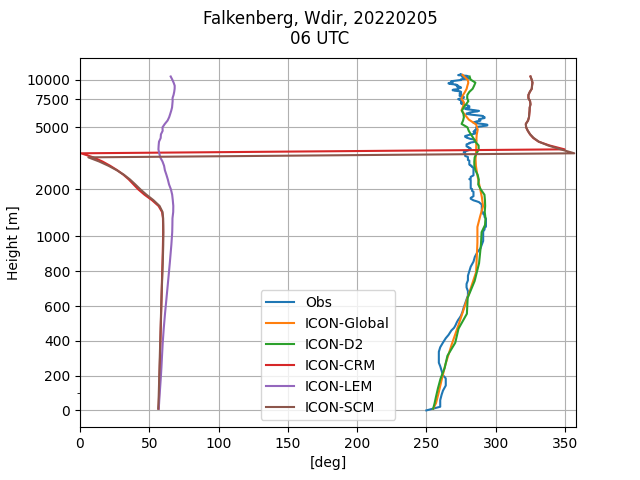 Falkenberg, Wdir, 20220205
06 UTC
Height [m]
10000
7500
5000
2000
1000
800
600
400
200
0
Obs
ICON-Global
ICON-D2
ICON-CRM
ICON-LEM
ICON-SCM
0 50 100 150 200 250 300 350
[deg]